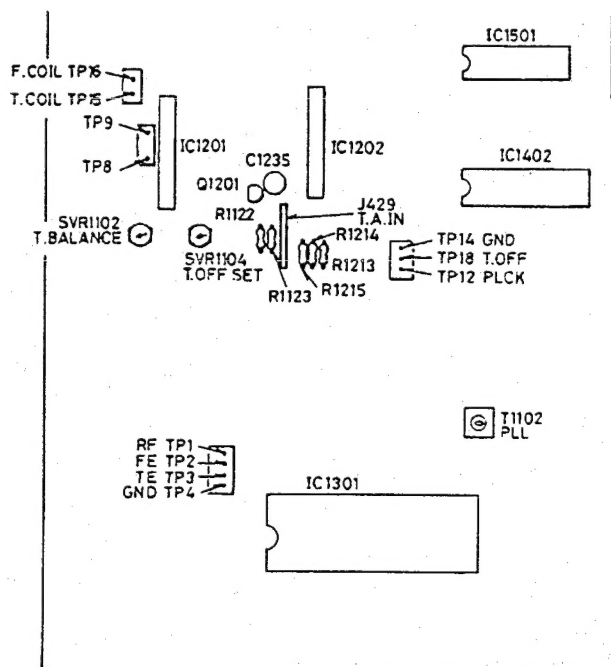 IC1501
F.COIL TP16
T.COIL TP15
TP9
TP8
IC1201
IC1202
IC1402
C1235
Q1201
R1122
J429
T.A.IN
SVR1102
T.BALANCE
SVR1104
T.OFF SET
R1214
R1213
R1123
R1215
TP14 GND
TP18 T.OFF
TP12 PLCK
T1102
PLL
RF TP1
FE TP2
TE TP3
GND TP4
IC1301